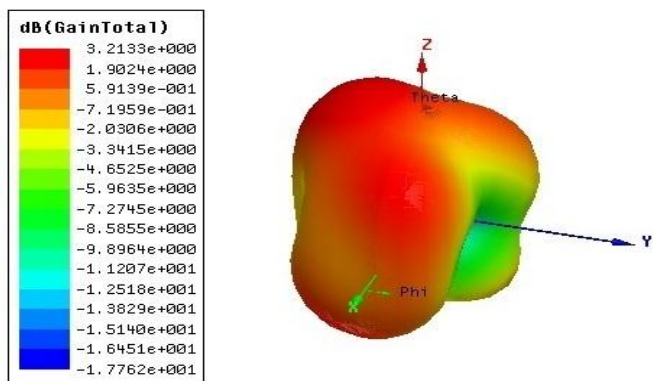 dB(GainTotal)
3.2133e+000
1.9024e+000
5.9139e-001
-7.1959e-001
-2.0306e+000
-3.3415e+000
-4.6525e+000
-5.9635e+000
-7.2745e+000
-8.5855e+000
-9.8964e+000
-1.1207e+001
-1.2518e+001
-1.3829e+001
-1.5140e+001
-1.6451e+001
-1.7762e+001
Z
Theta
Y
Phi
X